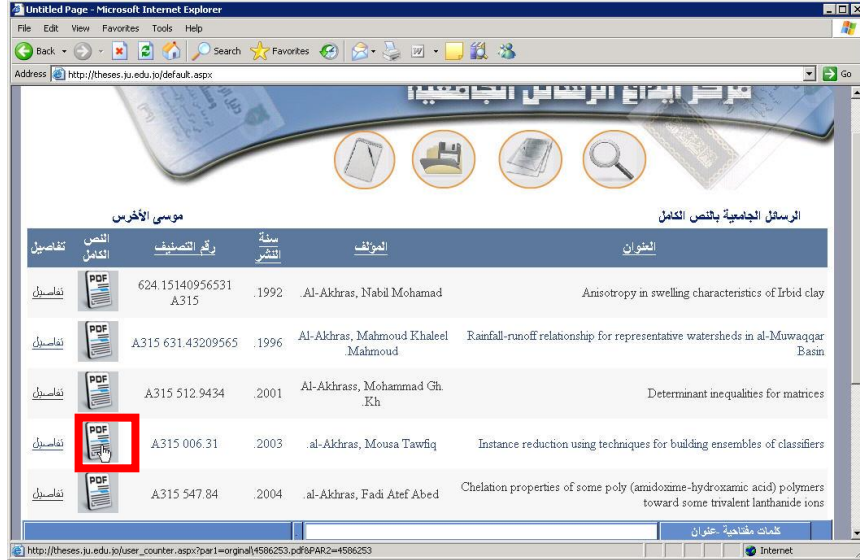 Untitled Page - Microsoft Internet Explorer
File Edit View Favorites Tools Help
Back Search Favorites
Address http://theses.ju.edu.jo/default.aspx Go
مركز إيداع الرسائل الجامعية
الرسائل الجامعية بالنص الكامل موسى الأخرس
العنوان المؤلف سنة النشر رقم التصنيف النص الكامل تفاصيل
Anisotropy in swelling characteristics of Irbid clay .Al-Akhras, Nabil Mohamad .1992 624.15140956531 A315 PDF تفاصيل
Rainfall-runoff relationship for representative watersheds in al-Muwaqqar Basin Al-Akhras, Mahmoud Khaleel .Mahmoud .1996 A315 631.43209565 PDF تفاصيل
Determinant inequalities for matrices Al-Akhrass, Mohammad Gh. .Kh .2001 A315 512.9434 PDF تفاصيل
Instance reduction using techniques for building ensembles of classifiers .al-Akhras, Mousa Tawfiq .2003 A315 006.31 PDF تفاصيل
Chelation properties of some poly (amidoxime-hydroxamic acid) polymers toward some trivalent lanthanide ions .al-Akhras, Fadi Atef Abed .2004 A315 547.84 PDF تفاصيل
كلمات مفتاحية -عنوان
http://theses.ju.edu.jo/user_counter.aspx?par1=orginal\4586253.pdf&PAR2=4586253 Internet